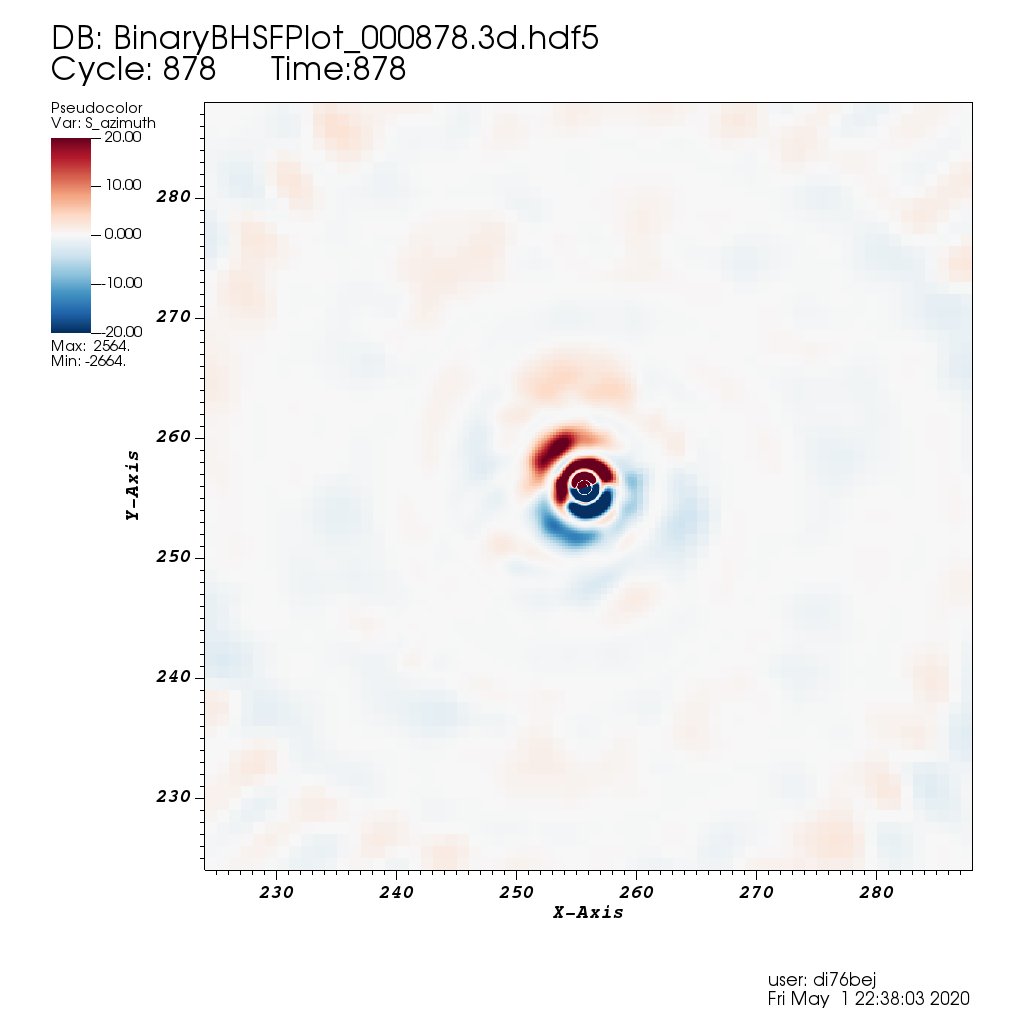 DB: BinaryBHSFPlot_000878.3d.hdf5
Cycle: 878 Time:878
Pseudocolor
Var: S_azimuth
20.00
10.00
0.000
-10.00
-20.00
Max: 2564.
Min: -2664.
280
270
260
250
240
230
Y-Axis
230 240 250 260 270 280
X-Axis
user: di76bej
Fri May 1 22:38:03 2020